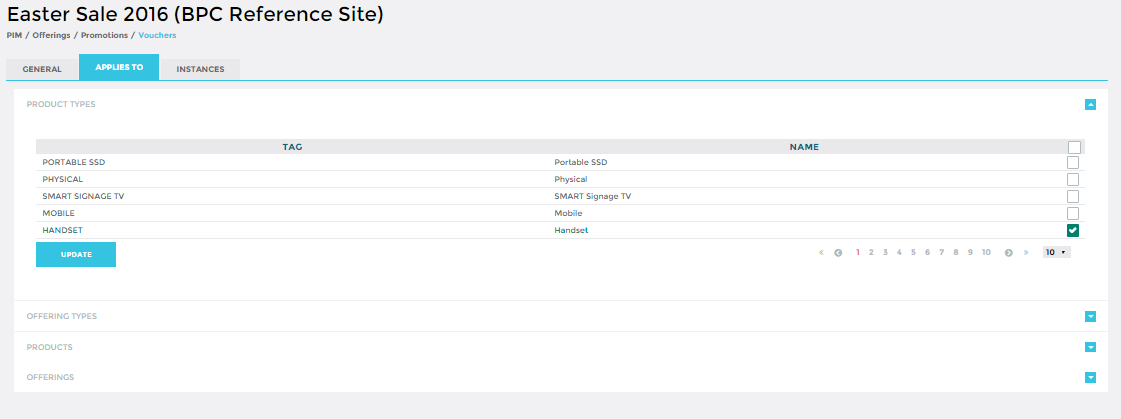 Easter Sale 2016 (BPC Reference Site)
PIM / Offerings / Promotions / Vouchers
GENERAL APPLIES TO INSTANCES
PRODUCT TYPES
TAG NAME
PORTABLE SSD Portable SSD
PHYSICAL Physical
SMART SIGNAGE TV SMART Signage TV
MOBILE Mobile
HANDSET Handset
UPDATE « 1 2 3 4 5 6 7 8 9 10 » 10
OFFERING TYPES
PRODUCTS
OFFERINGS